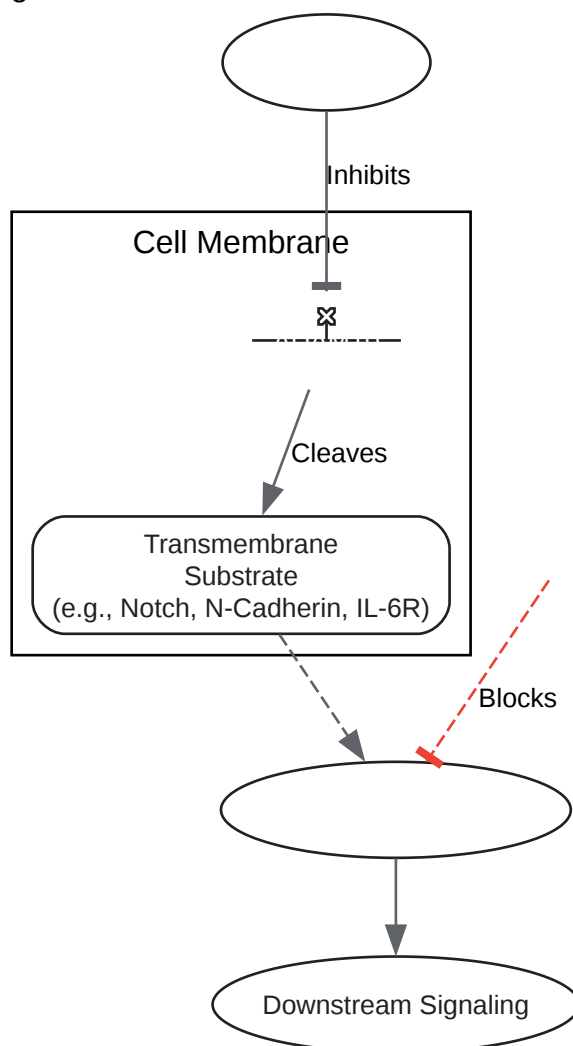 Inhibits
Cell Membrane
Cleaves
Transmembrane
Substrate
(e.g., Notch, N-Cadherin, IL-6R)
Blocks
Downstream Signaling